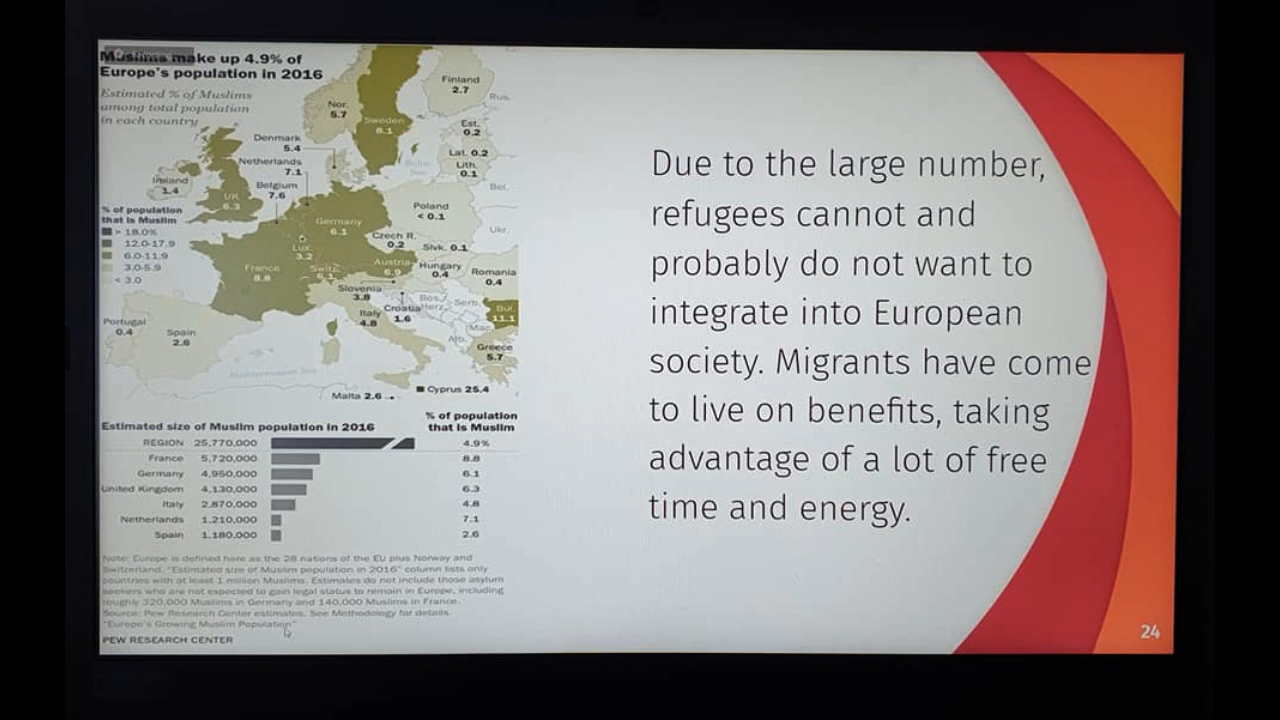 Muslims make up 4.9% of
Europe's population in 2016
Estimated % of Muslims
among total population
in each country
Finland
2.7
Rus.
Nor.
5.7
Sweden
8.1
Est.
0.2
Denmark
5.4
Lat. 0.2
Netherlands
7.1
Lith.
0.1
Ireland
1.4
Belgium
7.6
Bel.
UK
6.3
Poland
< 0.1
% of population
that is Muslim
> 18.0%
12.0-17.9
6.0-11.9
3.0-5.9
< 3.0
Germany
6.1
Ukr.
Czech R.
0.2
Slvk. 0.1
Lux.
3.2
France
8.8
Switz.
6.1
Austria
6.9
Hungary
0.4
Romania
0.4
Slovenia
3.8
Croatia
1.6
Bos.
Herz.
Serb.
Bul.
11.1
Italy
4.8
Mac.
Alb.
Portugal
0.4
Spain
2.6
Greece
5.7
Mediterranean Sea
Malta 2.6
Cyprus 25.4
Estimated size of Muslim population in 2016
% of population
that is Muslim
REGION 25,770,000 4.9%
France 5,720,000 8.8
Germany 4,950,000 6.1
United Kingdom 4,130,000 6.3
Italy 2,870,000 4.8
Netherlands 1,210,000 7.1
Spain 1,180,000 2.6
Note: Europe is defined here as the 28 nations of the EU plus Norway and
Switzerland. "Estimated size of Muslim population in 2016" column lists only
countries with at least 1 million Muslims. Estimates do not include those asylum
seekers who are not expected to gain legal status to remain in Europe, including
roughly 320,000 Muslims in Germany and 140,000 Muslims in France.
Source: Pew Research Center estimates. See Methodology for details.
"Europe's Growing Muslim Population"
PEW RESEARCH CENTER
Due to the large number,
refugees cannot and
probably do not want to
integrate into European
society. Migrants have come
to live on benefits, taking
advantage of a lot of free
time and energy.
24